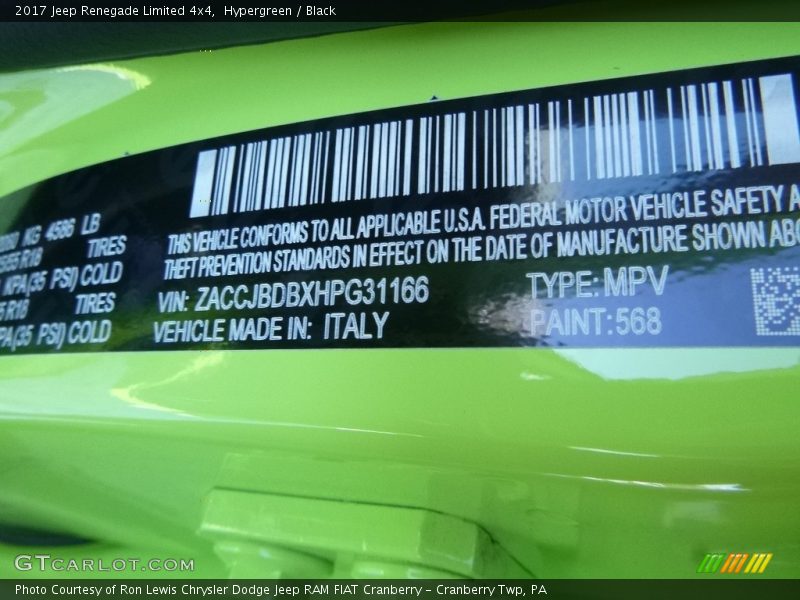 2017 Jeep Renegade Limited 4x4, Hypergreen / Black
KG 4586 LB
TIRES
KPA(35 PSI) COLD
TIRES
KPA(35 PSI) COLD
THIS VEHICLE CONFORMS TO ALL APPLICABLE U.S.A. FEDERAL MOTOR VEHICLE SAFETY
THEFT PREVENTION STANDARDS IN EFFECT ON THE DATE OF MANUFACTURE SHOWN
VIN: ZACCJBDBXHPG31166
TYPE: MPV
VEHICLE MADE IN: ITALY
PAINT: 568
GTCARLOT.COM
Photo Courtesy of Ron Lewis Chrysler Dodge Jeep RAM FIAT Cranberry – Cranberry Twp, PA